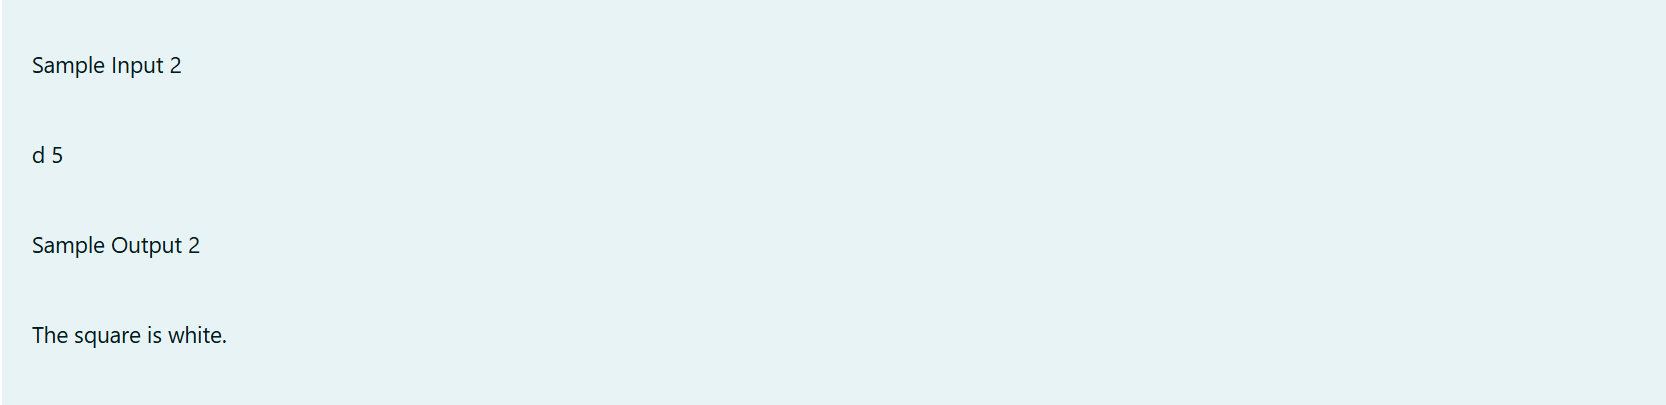 Sample Input 2
d 5
Sample Output 2
The square is white.